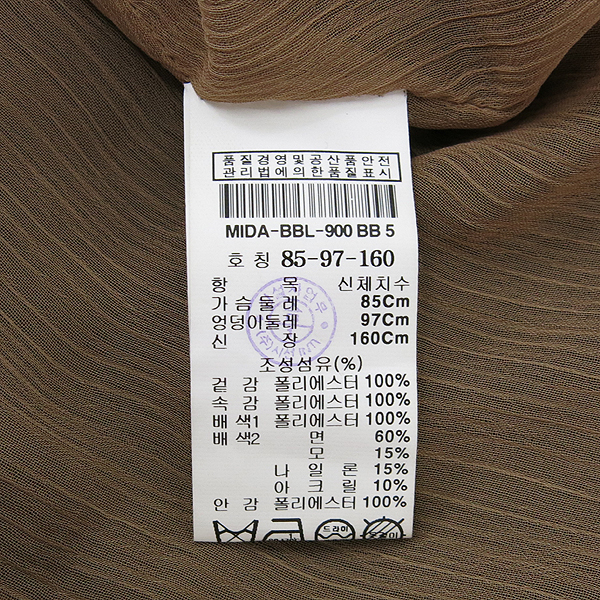 품질경영및공산품안전
관리법에의한품질표시
MIDA-BBL-900 BB 5
호 칭 85-97-160
항 목 신체치수
가슴둘레 85Cm
엉덩이둘레 97Cm
신 장 160Cm
조성섬유(%)
겉 감 폴리에스터 100%
속 감 폴리에스터 100%
배색1 폴리에스터 100%
배색2 면 60%
모 15%
나 일 론 15%
아 크 릴 10%
안 감 폴리에스터 100%
드라이